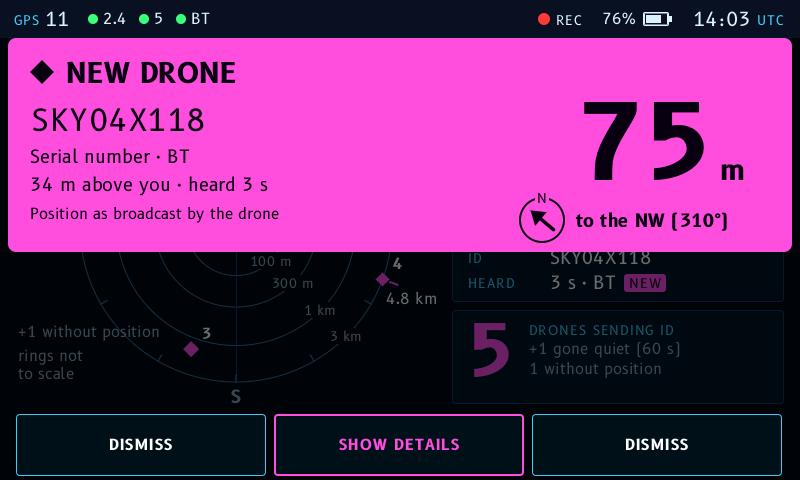 GPS 11 2.4 5 BT REC 76% 14:03 UTC
NEW DRONE
SKY04X118
Serial number · BT
34 m above you · heard 3 s
Position as broadcast by the drone
75 m
N
to the NW (310°)
100 m
300 m
1 km
3 km
4
4.8 km
3
+1 without position
rings not
to scale
S
ID SKY04X118
HEARD 3 s · BT NEW
5
DRONES SENDING ID
+1 gone quiet (60 s)
1 without position
DISMISS SHOW DETAILS DISMISS